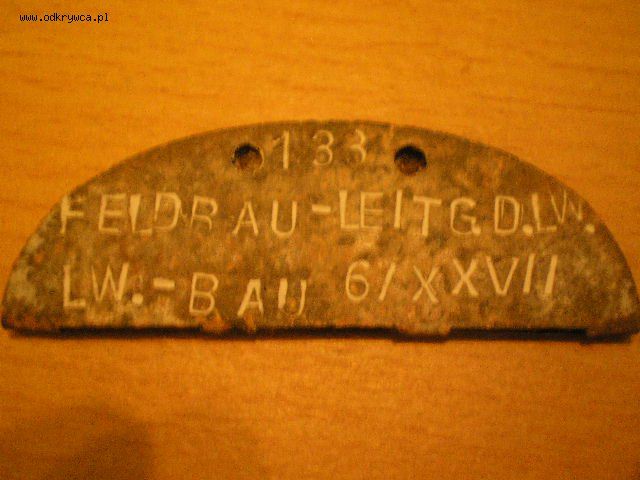 www.odkrywca.pl
133
FELDBAU-LEITG.D.LW.
LW.-BAU 6/XXVII